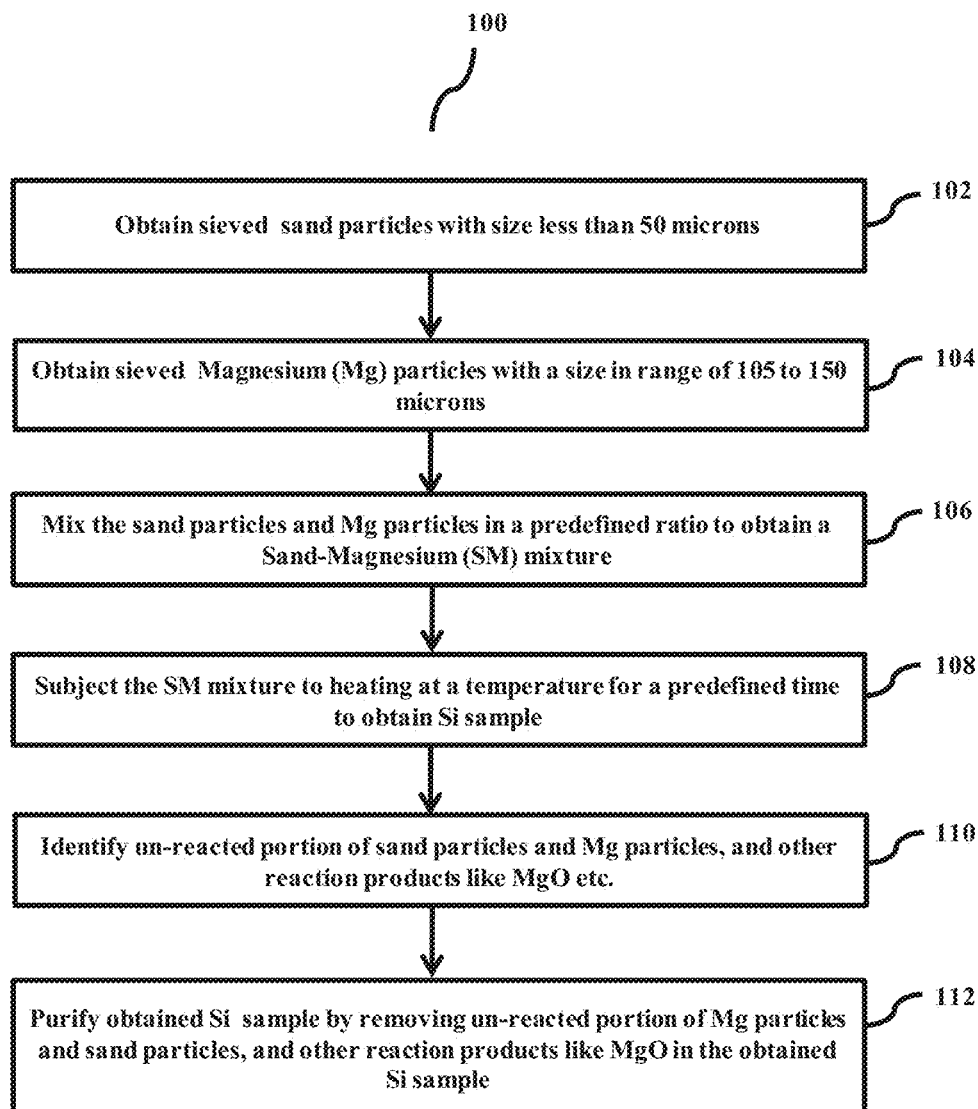 100
102
Obtain sieved sand particles with size less than 50 microns
104
Obtain sieved Magnesium (Mg) particles with a size in range of 105 to 150
microns
106
Mix the sand particles and Mg particles in a predefined ratio to obtain a
Sand-Magnesium (SM) mixture
108
Subject the SM mixture to heating at a temperature for a predefined time
to obtain Si sample
110
Identify un-reacted portion of sand particles and Mg particles, and other
reaction products like MgO etc.
112
Purify obtained Si sample by removing un-reacted portion of Mg particles
and sand particles, and other reaction products like MgO in the obtained
Si sample